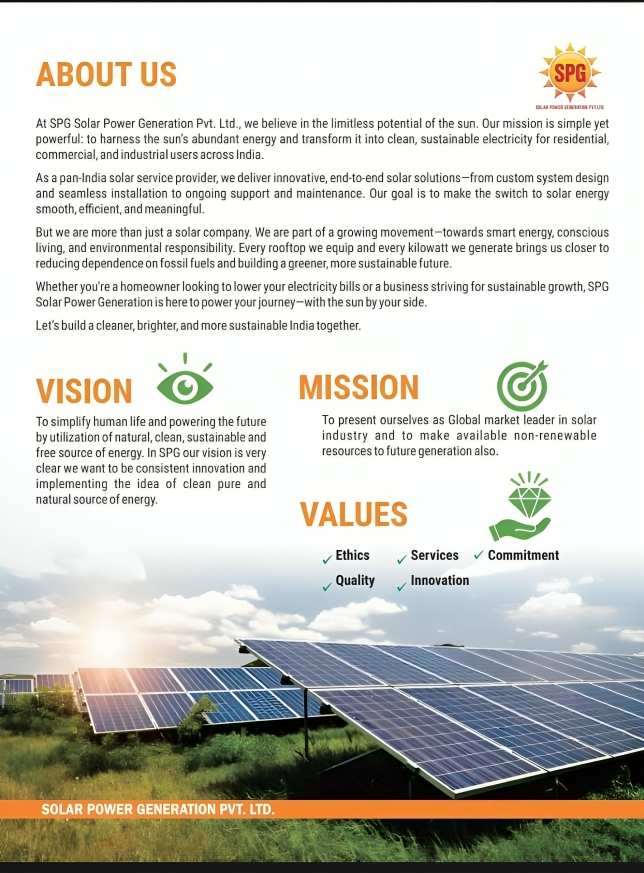 ABOUT US
SPG
SOLAR POWER GENERATION PVT.LTD.
At SPG Solar Power Generation Pvt. Ltd., we believe in the limitless potential of the sun. Our mission is simple yet
powerful: to harness the sun's abundant energy and transform it into clean, sustainable electricity for residential,
commercial, and industrial users across India.
As a pan-India solar service provider, we deliver innovative, end-to-end solar solutions—from custom system design
and seamless installation to ongoing support and maintenance. Our goal is to make the switch to solar energy
smooth, efficient, and meaningful.
But we are more than just a solar company. We are part of a growing movement—towards smart energy, conscious
living, and environmental responsibility. Every rooftop we equip and every kilowatt we generate brings us closer to
reducing dependence on fossil fuels and building a greener, more sustainable future.
Whether you're a homeowner looking to lower your electricity bills or a business striving for sustainable growth, SPG
Solar Power Generation is here to power your journey—with the sun by your side.
Let's build a cleaner, brighter, and more sustainable India together.
VISION
To simplify human life and powering the future
by utilization of natural, clean, sustainable and
free source of energy. In SPG our vision is very
clear we want to be consistent innovation and
implementing the idea of clean pure and
natural source of energy.
MISSION
To present ourselves as Global market leader in solar
industry and to make available non-renewable
resources to future generation also.
VALUES
✓ Ethics ✓ Services ✓ Commitment
✓ Quality ✓ Innovation
SOLAR POWER GENERATION PVT. LTD.